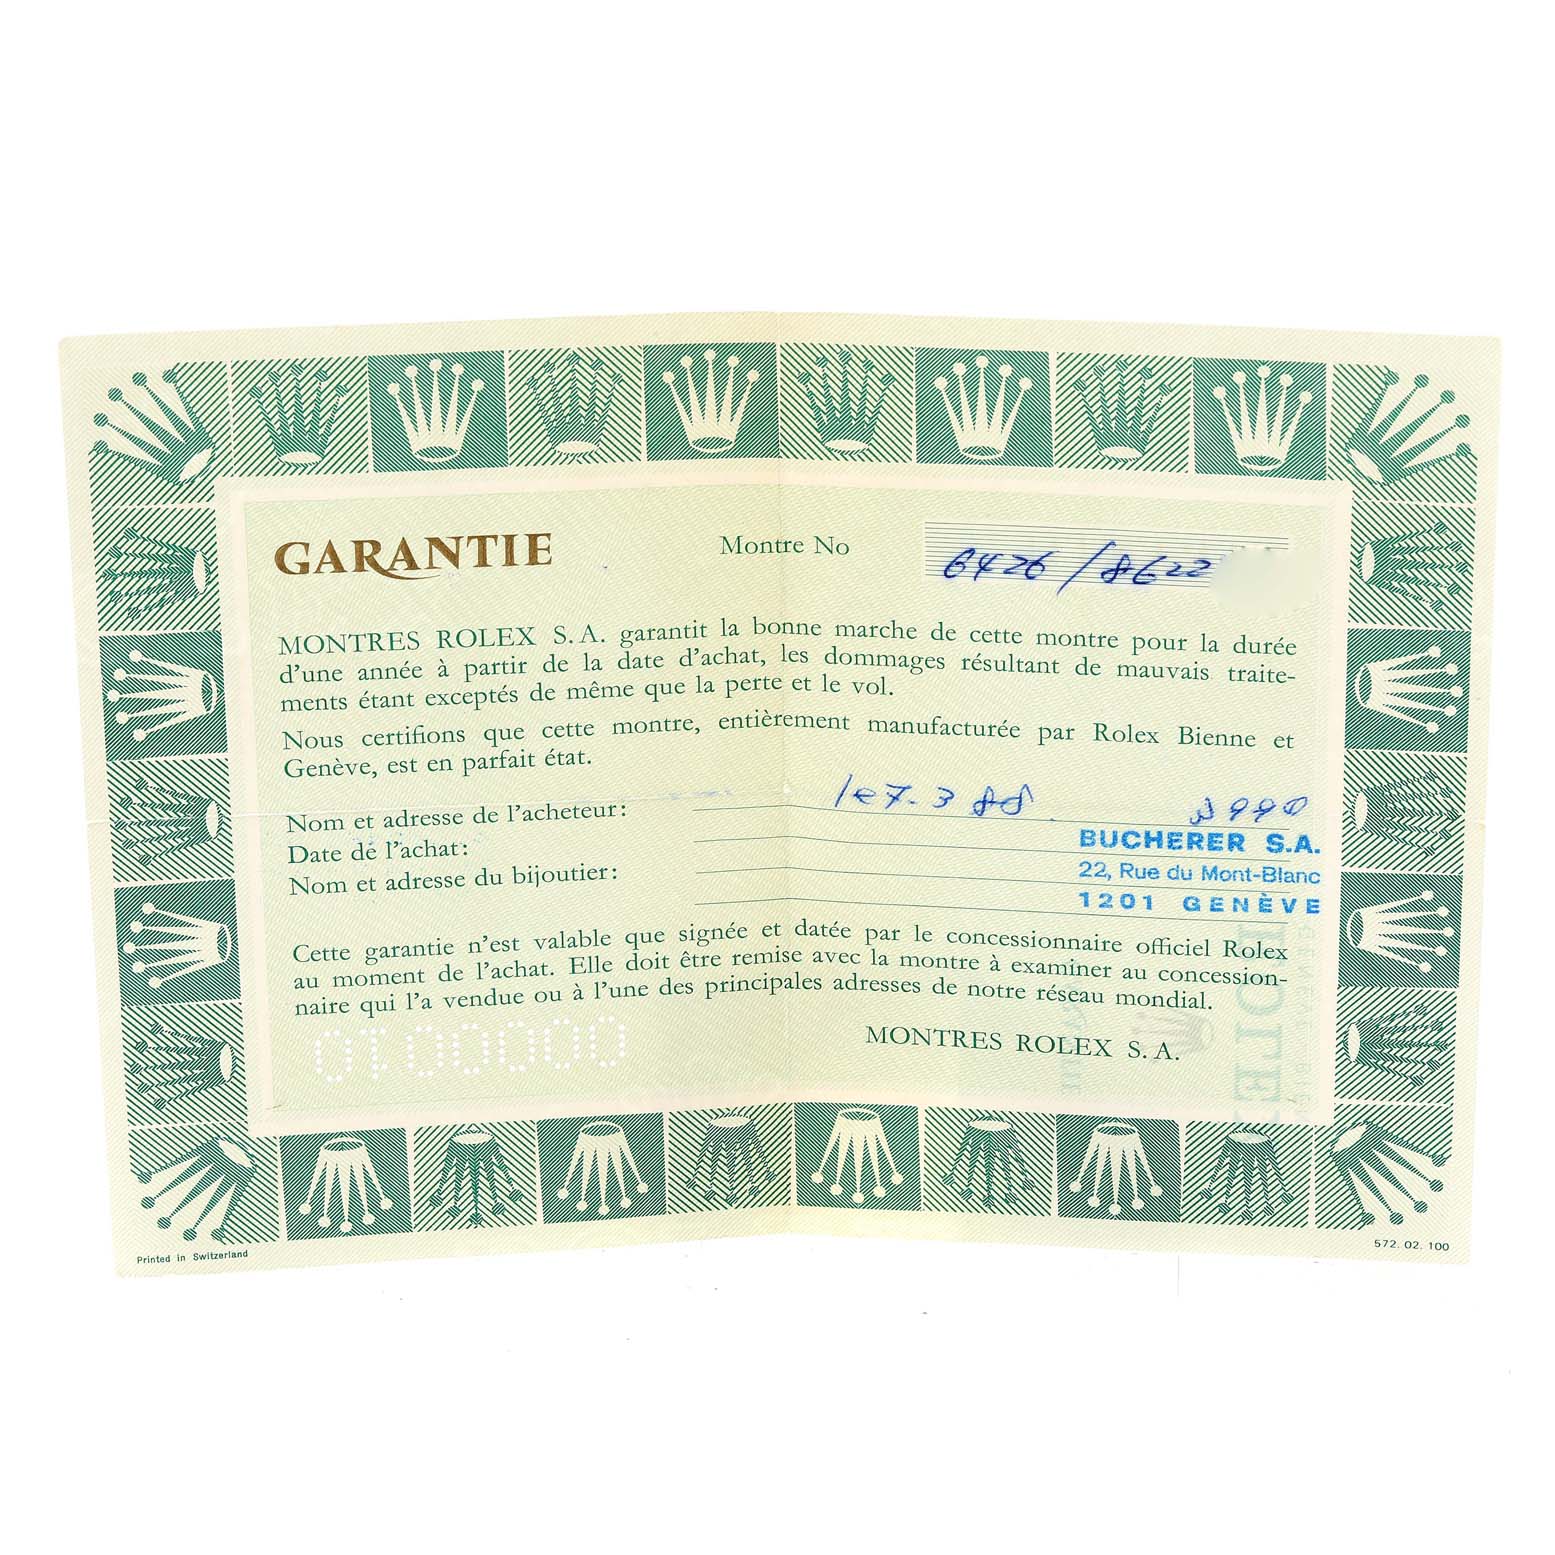 GARANTIE
Montre No 6426/8622
MONTRES ROLEX S.A. garantit la bonne marche de cette montre pour la durée
d'une année à partir de la date d'achat, les dommages résultant de mauvais traite-
ments étant exceptés de même que la perte et le vol.
Nous certifions que cette montre, entièrement manufacturée par Rolex Bienne et
Genève, est en parfait état.
le 7.3 88
Nom et adresse de l'acheteur:
Date de l'achat:
Nom et adresse du bijoutier:
BUCHERER S.A.
22, Rue du Mont-Blanc
1201 GENÈVE
Cette garantie n'est valable que signée et datée par le concessionnaire officiel Rolex
au moment de l'achat. Elle doit être remise avec la montre à examiner au concession-
naire qui l'a vendue ou à l'une des principales adresses de notre réseau mondial.
MONTRES ROLEX S.A.
Printed in Switzerland
572.02.100